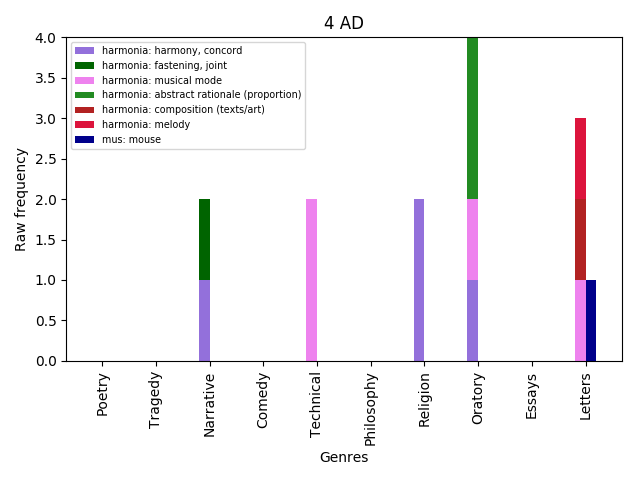 4 AD
harmonia: harmony, concord
harmonia: fastening, joint
harmonia: musical mode
harmonia: abstract rationale (proportion)
harmonia: composition (texts/art)
harmonia: melody
mus: mouse
Raw frequency
4.0
3.5
3.0
2.5
2.0
1.5
1.0
0.5
0.0
Poetry
Tragedy
Narrative
Comedy
Technical
Philosophy
Religion
Oratory
Essays
Letters
Genres